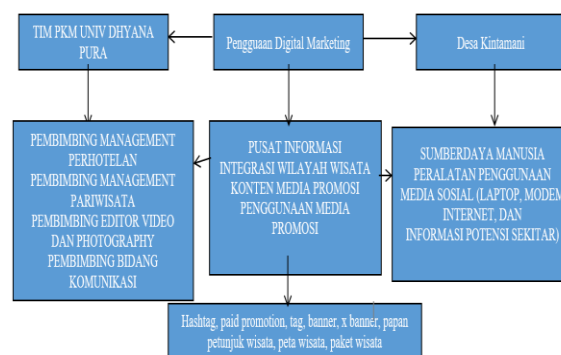 TIM PKM UNIV DHYANA
PURA
Pengguaan Digital Marketing
Desa Kintamani
PEMBIMBING MANAGEMENT
PERHOTELAN
PEMBIMBING MANAGEMENT
PARIWISATA
PEMBIMBING EDITOR VIDEO
DAN PHOTOGRAPHY
PEMBIMBING BIDANG
KOMUNIKASI
PUSAT INFORMASI
INTEGRASI WILAYAH WISATA
KONTEN MEDIA PROMOSI
PENGGUNAAN MEDIA
PROMOSI
SUMBERDAYA MANUSIA
PERALATAN PENGGUNAAN
MEDIA SOSIAL (LAPTOP, MODEM
INTERNET, DAN
INFORMASI POTENSI SEKITAR)
Hashtag, paid promotion, tag, banner, x banner, papan
petunjuk wisata, peta wisata, paket wisata